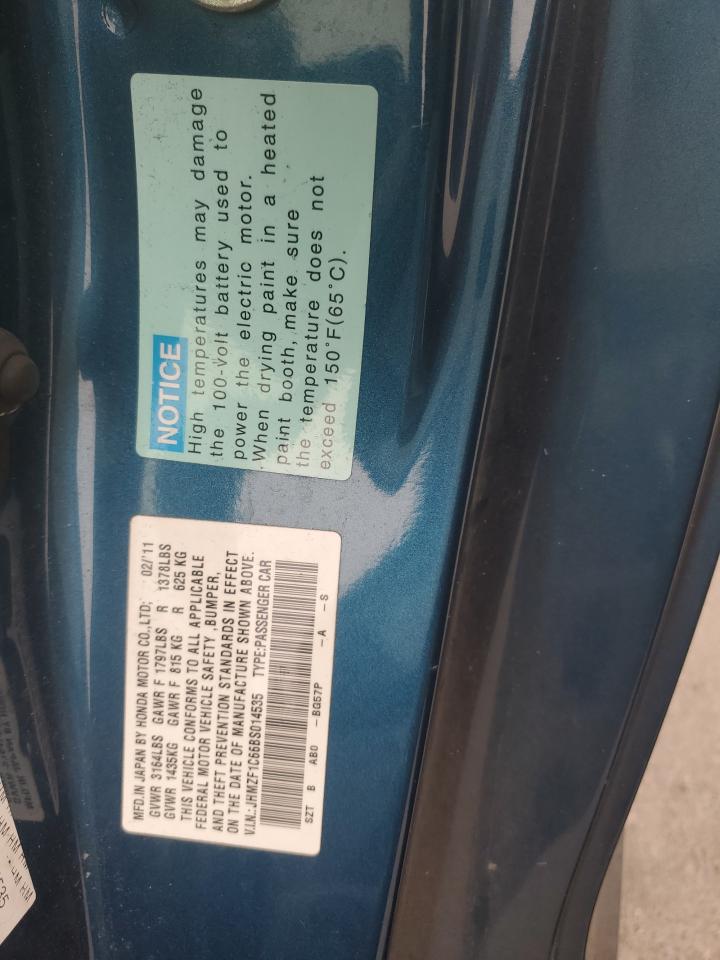 NOTICE
High temperatures may damage
the 100-volt battery used to
power the electric motor.
When drying paint in a heated
paint booth, make sure
the temperature does not
exceed 150°F(65°C).
MFD.IN JAPAN BY HONDA MOTOR CO.,LTD; 02/'11
GVWR 3164LBS GAWR F 1797LBS R 1378LBS
GVWR 1435KG GAWR F 815 KG R 625 KG
THIS VEHICLE CONFORMS TO ALL APPLICABLE
FEDERAL MOTOR VEHICLE SAFETY ,BUMPER,
AND THEFT PREVENTION STANDARDS IN EFFECT
ON THE DATE OF MANUFACTURE SHOWN ABOVE.
V.I.N.:JHMZF1C66BS014535 TYPE:PASSENGER CAR
SZT B AB0 -BG57P -A -S